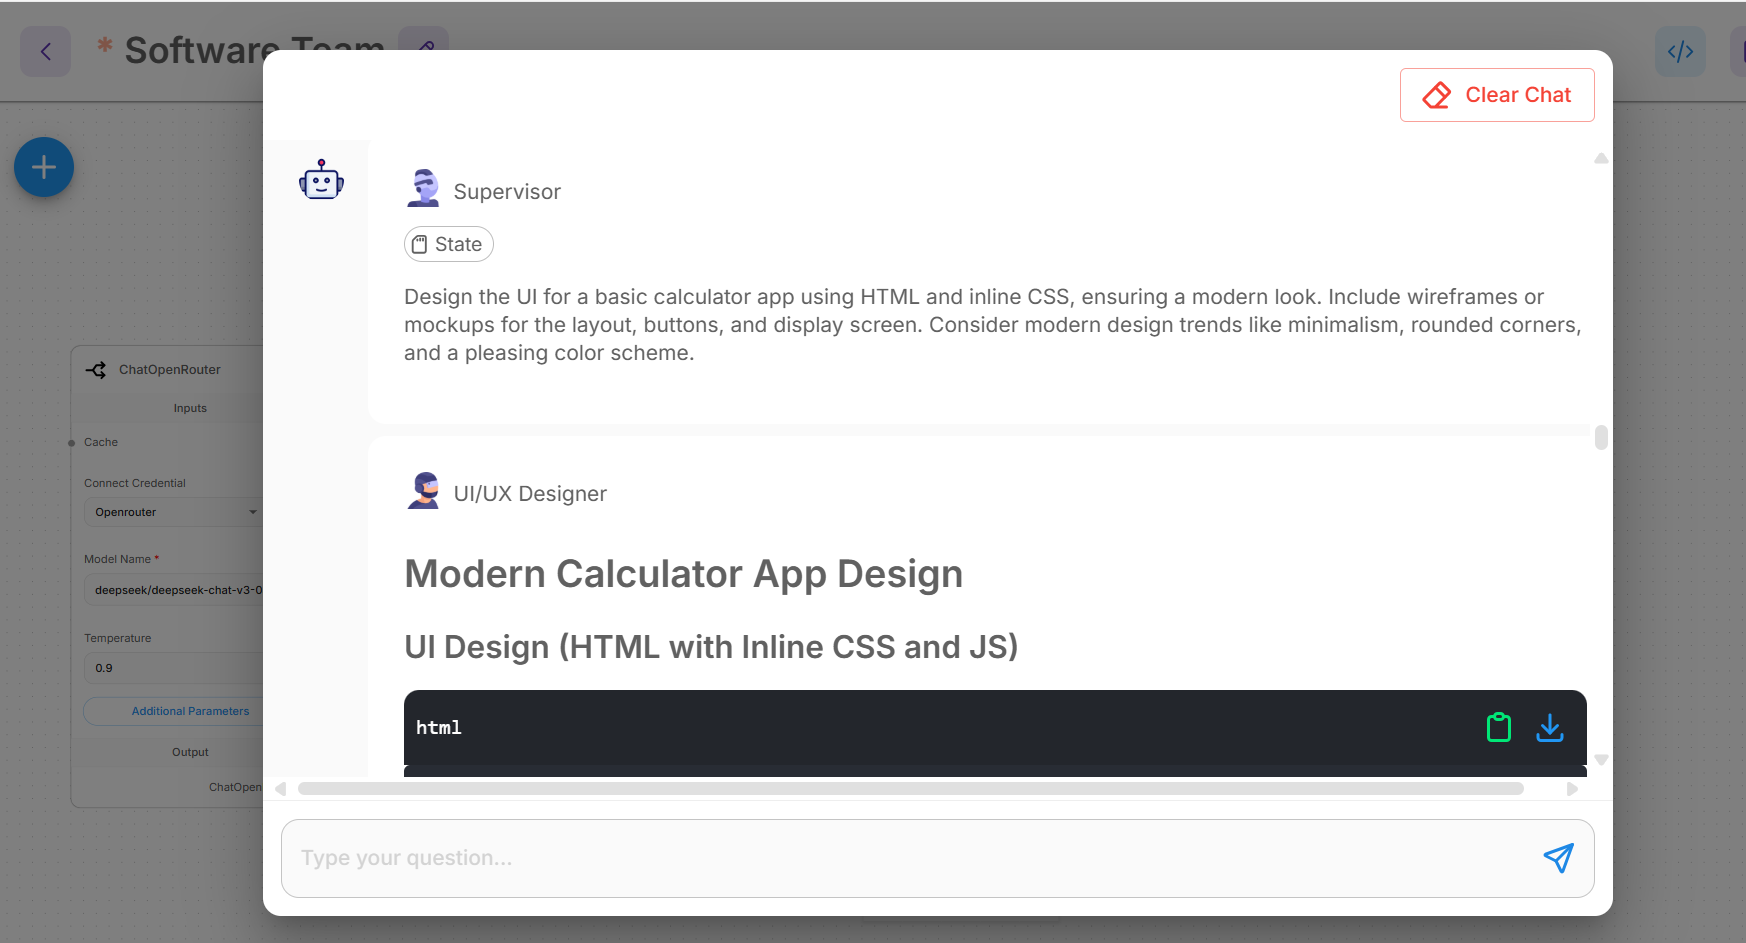 * Software Team
Clear Chat
Supervisor
State
Design the UI for a basic calculator app using HTML and inline CSS, ensuring a modern look. Include wireframes or
mockups for the layout, buttons, and display screen. Consider modern design trends like minimalism, rounded corners,
and a pleasing color scheme.
UI/UX Designer
Modern Calculator App Design
UI Design (HTML with Inline CSS and JS)
html
Type your question...
ChatOpenRouter
Inputs
Cache
Connect Credential
Openrouter
Model Name *
deepseek/deepseek-chat-v3-0
Temperature
0.9
Additional Parameters
Output
ChatOpen